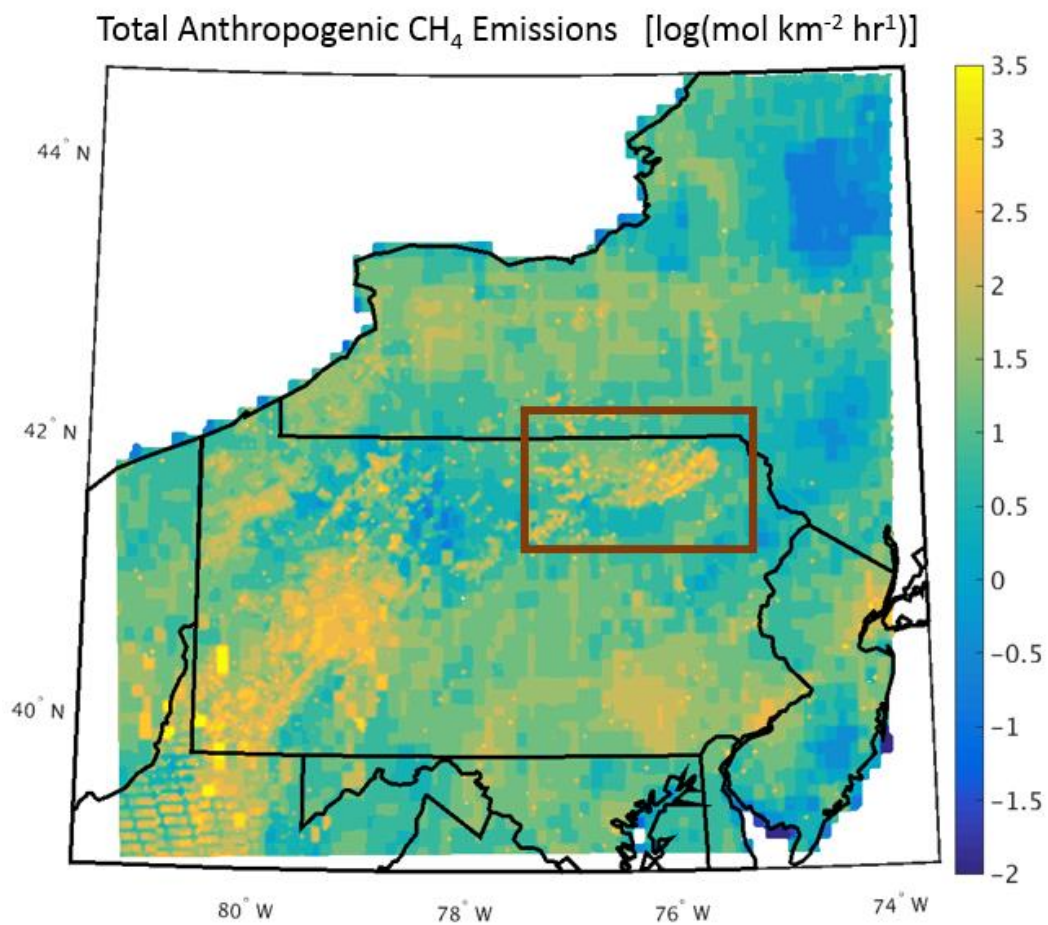 Total Anthropogenic CH₄ Emissions [log(mol km⁻² hr¹)]
3.5
3
2.5
2
1.5
1
0.5
0
−0.5
−1
−1.5
−2
44° N
42° N
40° N
80° W 78° W 76° W 74° W